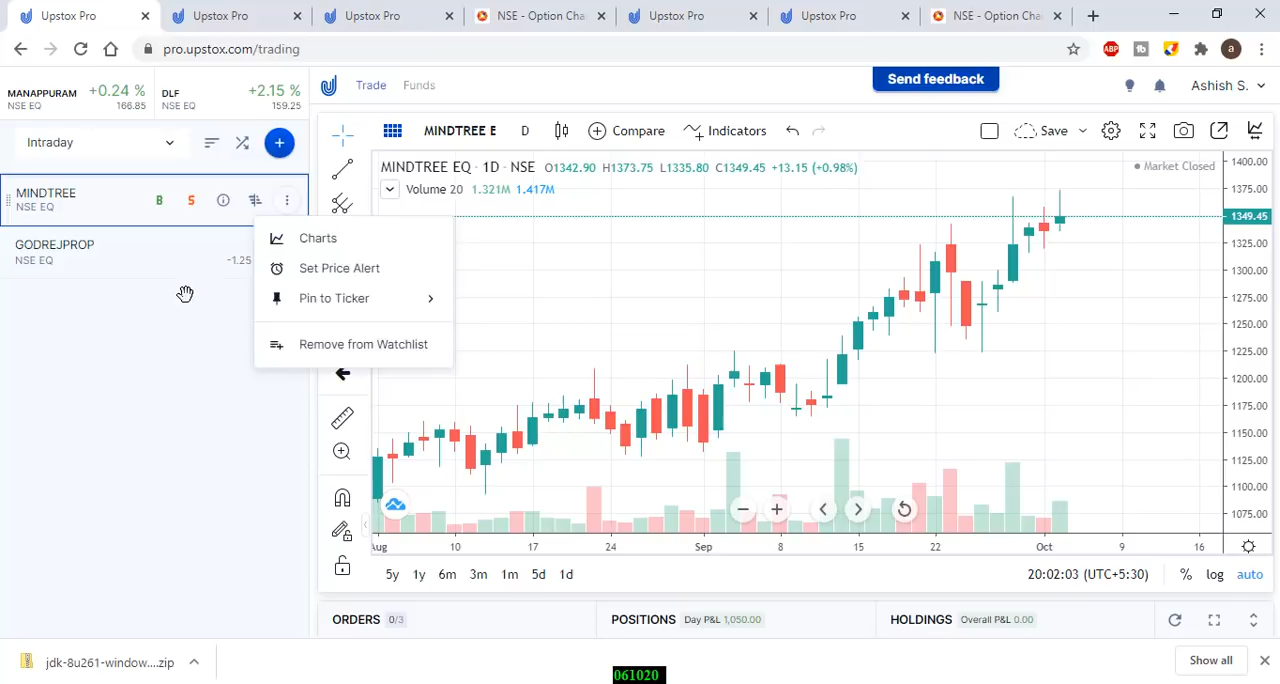 Upstox Pro
Upstox Pro
Upstox Pro
NSE - Option Cha
Upstox Pro
Upstox Pro
NSE - Option Cha
pro.upstox.com/trading
ABP
tb
a
MANAPPURAM +0.24 %
NSE EQ 166.85
DLF +2.15 %
NSE EQ 159.25
Trade Funds
Send feedback
Ashish S.
Intraday
MINDTREE E D Compare Indicators Save
MINDTREE
NSE EQ
B S
GODREJPROP
NSE EQ -1.25
Charts
Set Price Alert
Pin to Ticker
Remove from Watchlist
MINDTREE EQ · 1D · NSE O1342.90 H1373.75 L1335.80 C1349.45 +13.15 (+0.98%)
Market Closed
Volume 20 1.321M 1.417M
1400.00
1375.00
1349.45
1325.00
1300.00
1275.00
1250.00
1225.00
1200.00
1175.00
1150.00
1125.00
1100.00
1075.00
Aug 10 17 24 Sep 8 15 22 Oct 9 16
5y 1y 6m 3m 1m 5d 1d
20:02:03 (UTC+5:30) % log auto
ORDERS 0/3
POSITIONS Day P&L 1,050.00
HOLDINGS Overall P&L 0.00
jdk-8u261-window....zip
Show all
061020